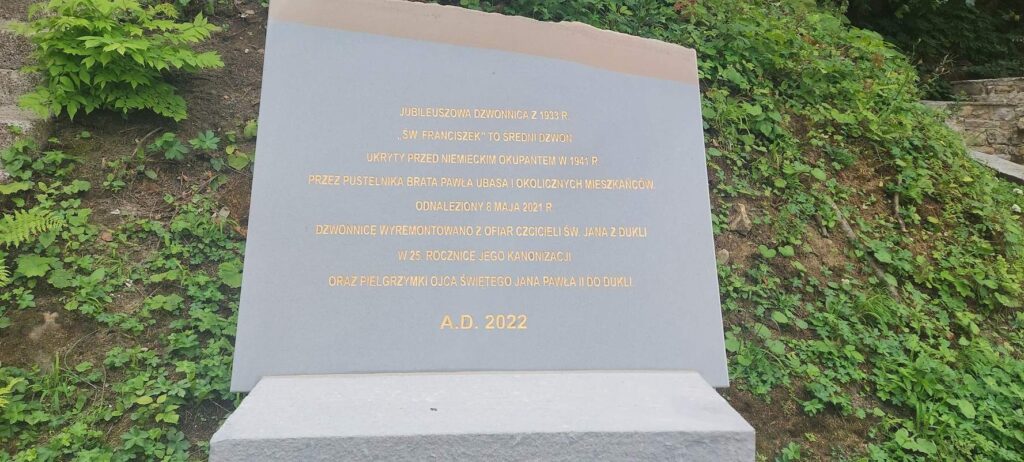 JUBILEUSZOWA DZWONNICA Z 1933 R.
„ŚW. FRANCISZEK" TO ŚREDNI DZWON
UKRYTY PRZED NIEMIECKIM OKUPANTEM W 1941 R.
PRZEZ PUSTELNIKA BRATA PAWŁA UBASA I OKOLICZNYCH MIESZKAŃCÓW.
ODNALEZIONY 8 MAJA 2021 R.
DZWONNICĘ WYREMONTOWANO Z OFIAR CZCICIELI ŚW. JANA Z DUKLI
W 25. ROCZNICĘ JEGO KANONIZACJI
ORAZ PIELGRZYMKI OJCA ŚWIĘTEGO JANA PAWŁA II DO DUKLI.
A.D. 2022